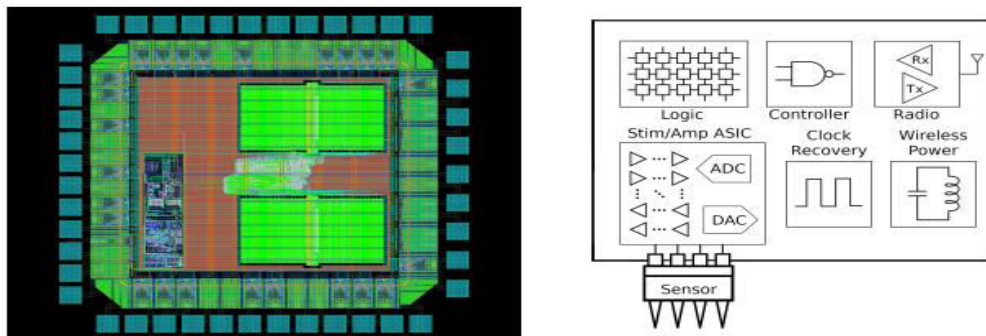 Rx
Tx
Logic
Controller
Radio
Stim/Amp ASIC
Clock
Recovery
Wireless
Power
ADC
DAC
Sensor